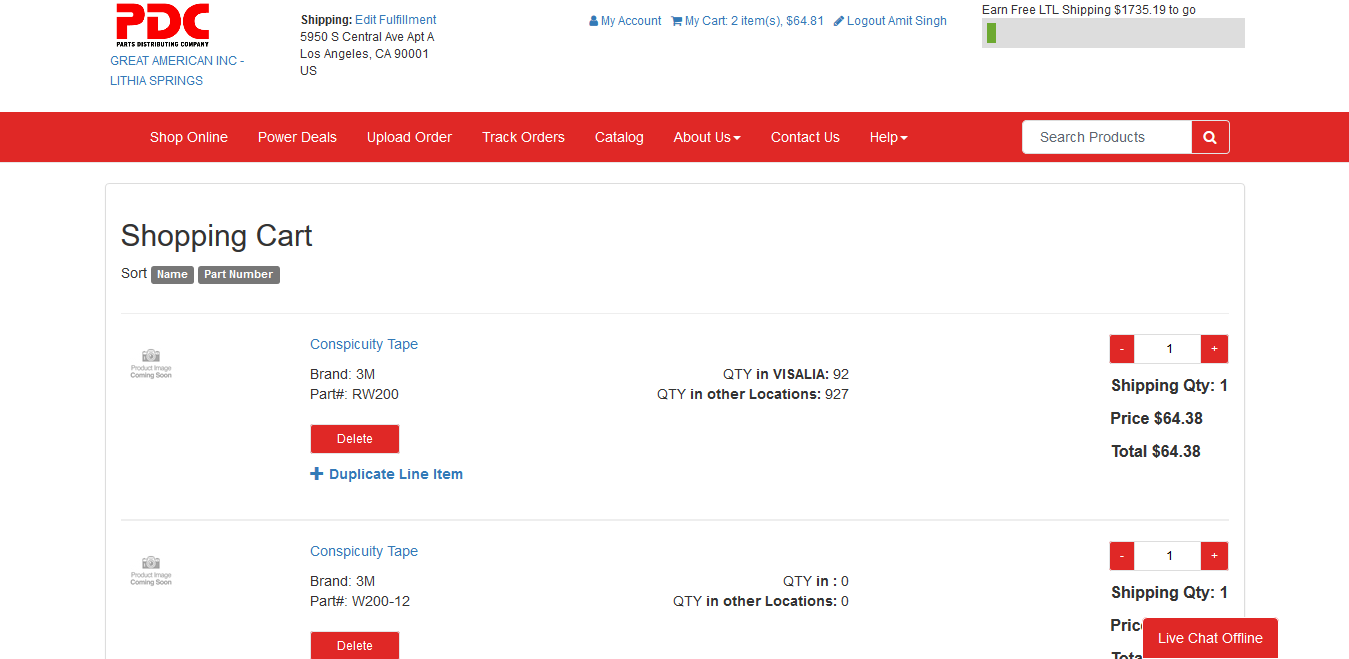 PDC
PARTS DISTRIBUTING COMPANY
GREAT AMERICAN INC -
LITHIA SPRINGS
Shipping: Edit Fulfillment
5950 S Central Ave Apt A
Los Angeles, CA 90001
US
My Account My Cart: 2 item(s), $64.81 Logout Amit Singh
Earn Free LTL Shipping $1735.19 to go
Shop Online Power Deals Upload Order Track Orders Catalog About Us Contact Us Help Search Products
Shopping Cart
Sort Name Part Number
Product Image
Coming Soon
Conspicuity Tape
Brand: 3M
Part#: RW200
QTY in VISALIA: 92
QTY in other Locations: 927
Delete
Duplicate Line Item
- 1 +
Shipping Qty: 1
Price $64.38
Total $64.38
Product Image
Coming Soon
Conspicuity Tape
Brand: 3M
Part#: W200-12
QTY in : 0
QTY in other Locations: 0
Delete
- 1 +
Shipping Qty: 1
Live Chat Offline